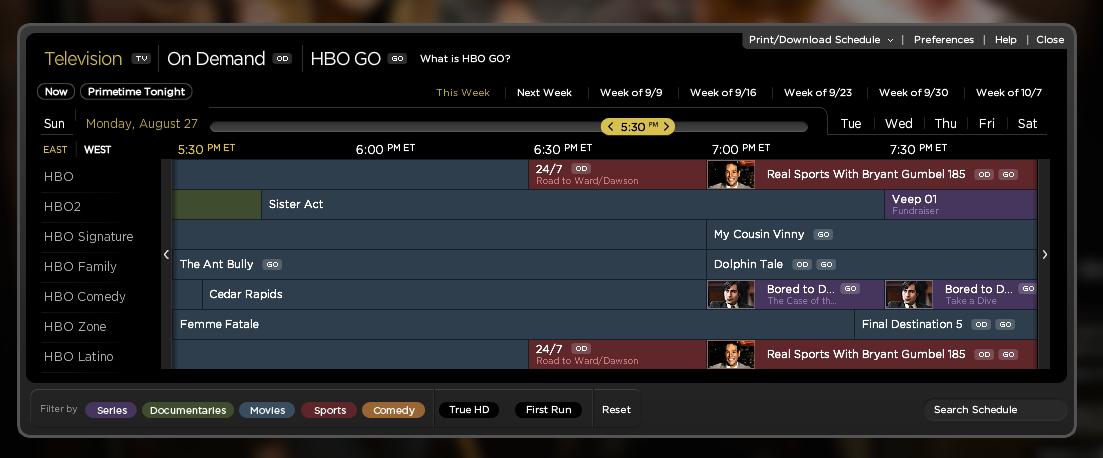 Print/Download Schedule | Preferences | Help | Close
Television TV On Demand OD HBO GO GO What is HBO GO?
Now Primetime Tonight This Week Next Week Week of 9/9 Week of 9/16 Week of 9/23 Week of 9/30 Week of 10/7
Sun Monday, August 27 < 5:30 PM > Tue Wed Thu Fri Sat
EAST WEST 5:30 PM ET 6:00 PM ET 6:30 PM ET 7:00 PM ET 7:30 PM ET
HBO 24/7 OD Real Sports With Bryant Gumbel 185 OD GO
Road to Ward/Dawson
HBO2 Sister Act Veep 01
Fundraiser
HBO Signature My Cousin Vinny GO
HBO Family The Ant Bully GO Dolphin Tale OD GO
HBO Comedy Cedar Rapids Bored to D... GO Bored to D... GO
The Case of th... Take a Dive
HBO Zone Femme Fatale Final Destination 5 OD GO
HBO Latino 24/7 OD Real Sports With Bryant Gumbel 185 OD GO
Road to Ward/Dawson
Filter by Series Documentaries Movies Sports Comedy True HD First Run Reset Search Schedule